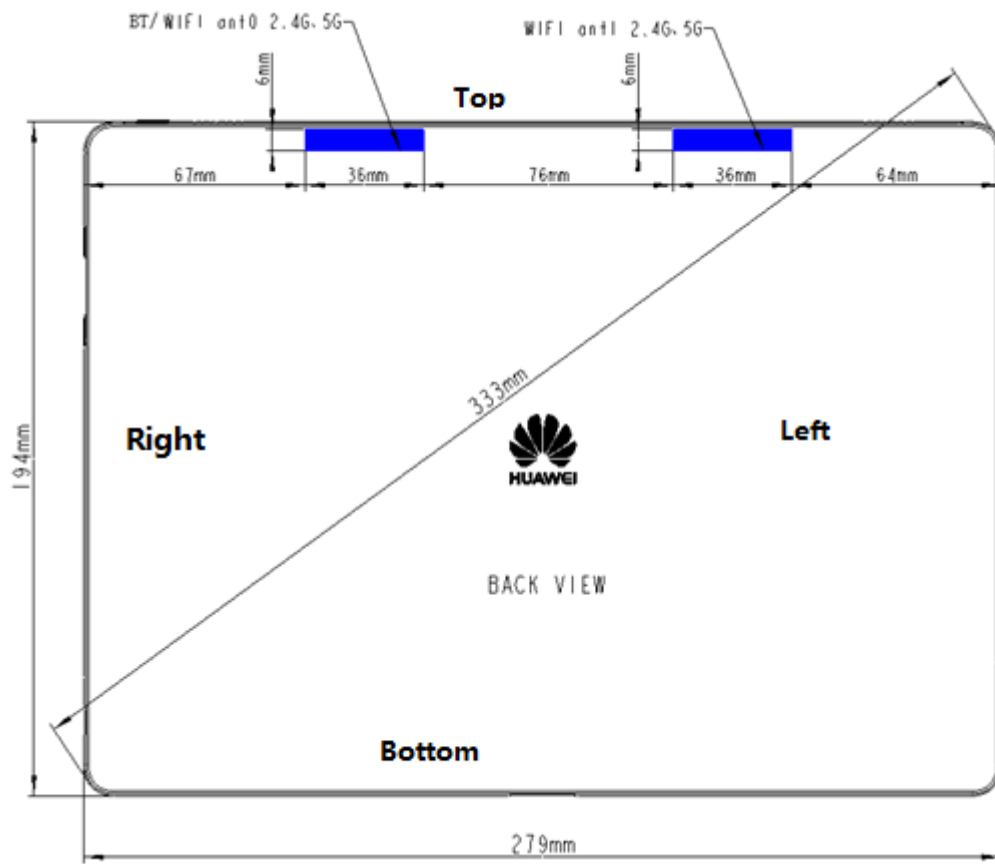 BT/WIFI ant0 2.4G、5G
WIFI ant1 2.4G、5G
6mm
6mm
Top
67mm
36mm
76mm
36mm
64mm
333mm
194mm
Right
Left
HUAWEI
BACK VIEW
Bottom
279mm